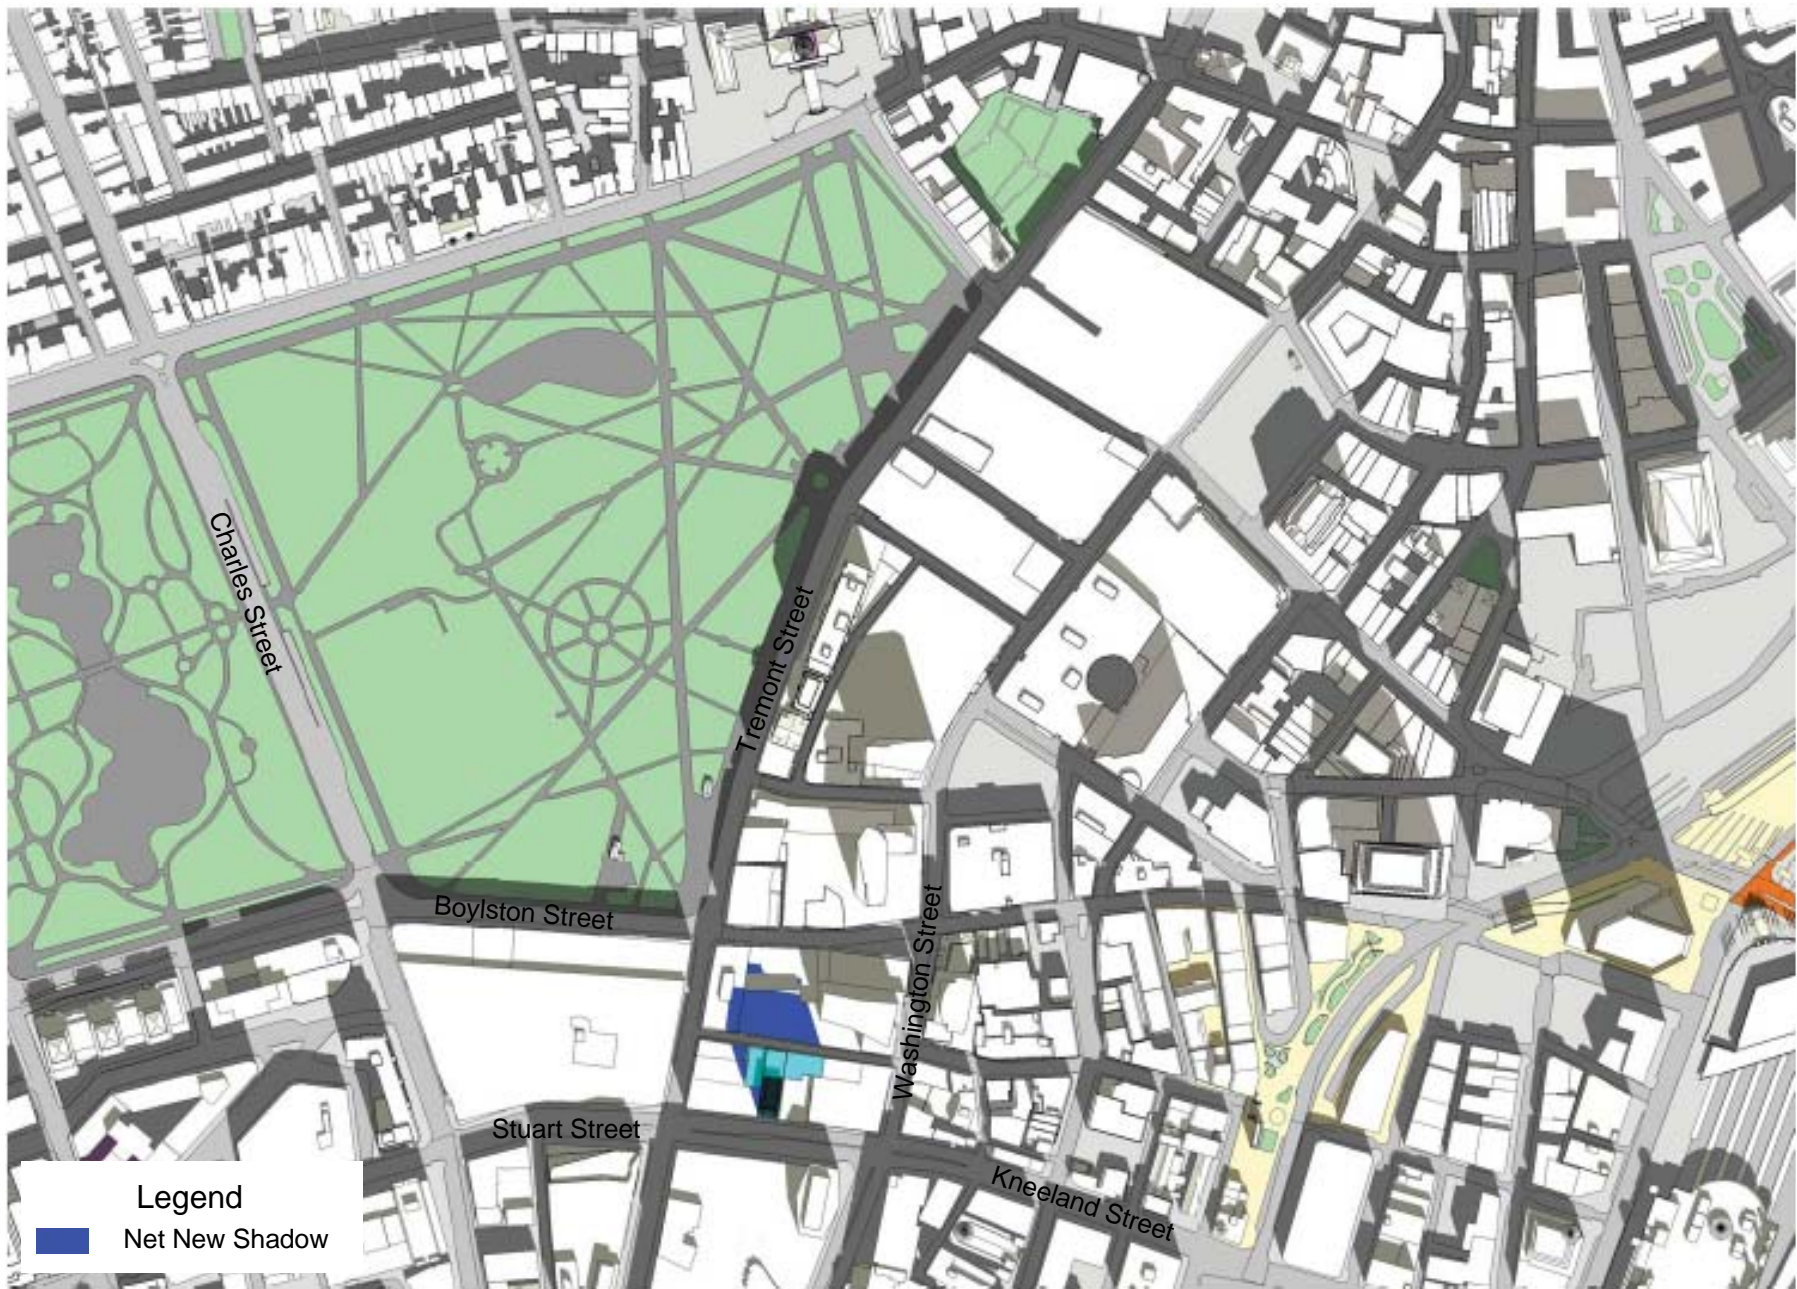 Charles Street
Tremont Street
Boylston Street
Washington Street
Stuart Street
Kneeland Street
Legend
Net New Shadow